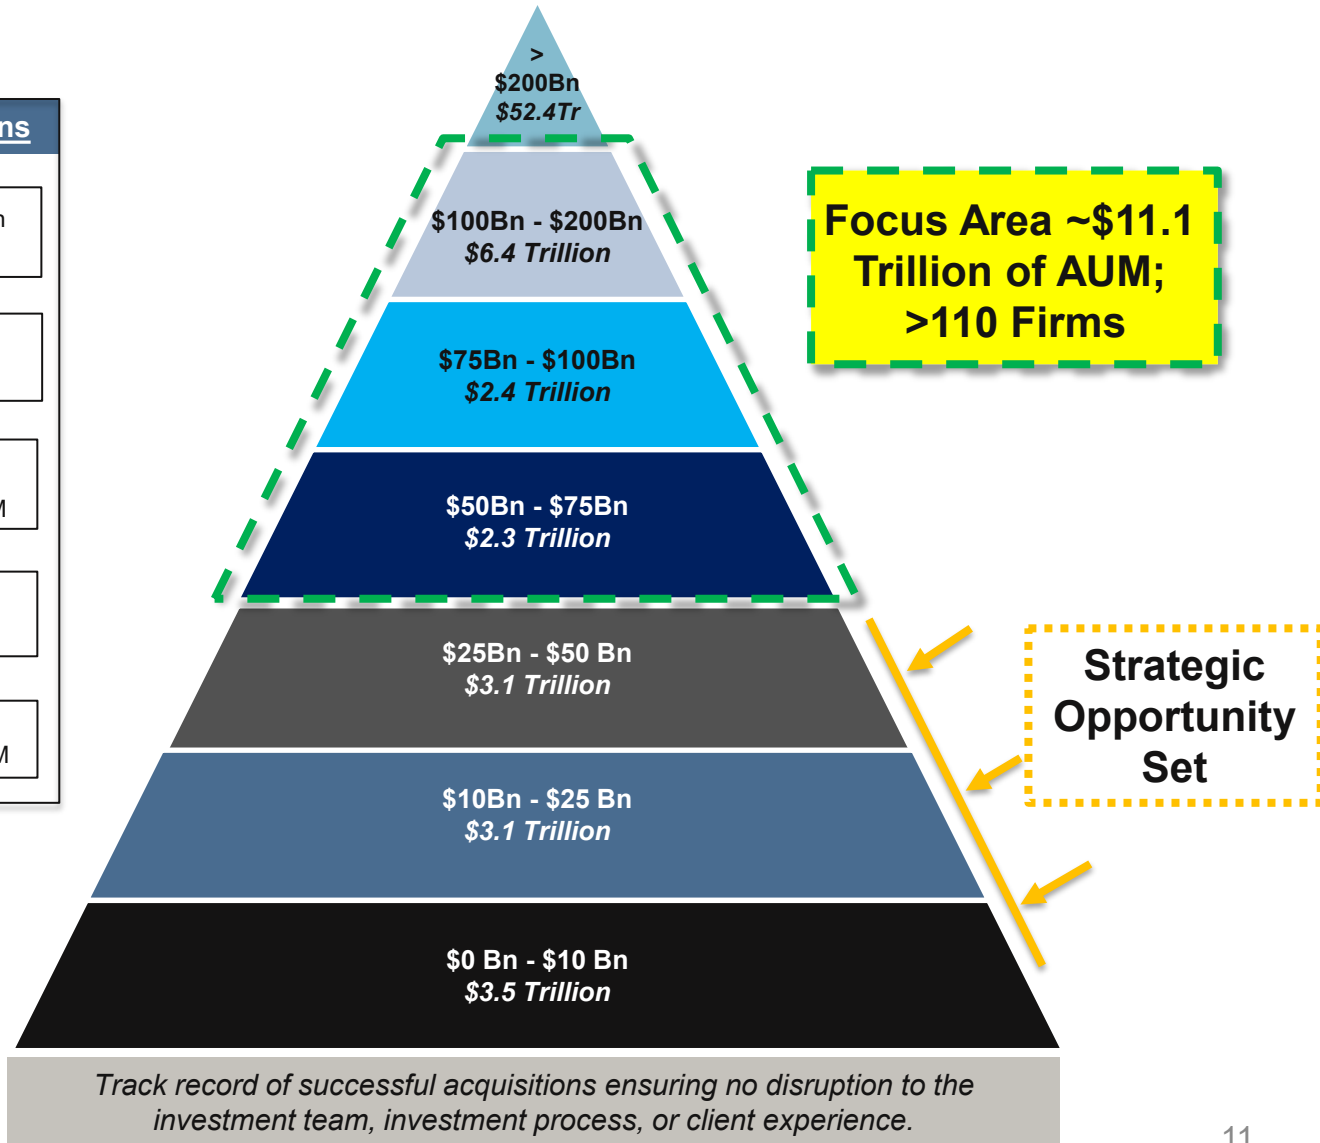 >
$200Bn
$52.4Tr
ns
n
M
M
$100Bn - $200Bn
$6.4 Trillion
Focus Area ~$11.1
Trillion of AUM;
>110 Firms
$75Bn - $100Bn
$2.4 Trillion
$50Bn - $75Bn
$2.3 Trillion
$25Bn - $50 Bn
$3.1 Trillion
Strategic
Opportunity
Set
$10Bn - $25 Bn
$3.1 Trillion
$0 Bn - $10 Bn
$3.5 Trillion
Track record of successful acquisitions ensuring no disruption to the
investment team, investment process, or client experience.
11